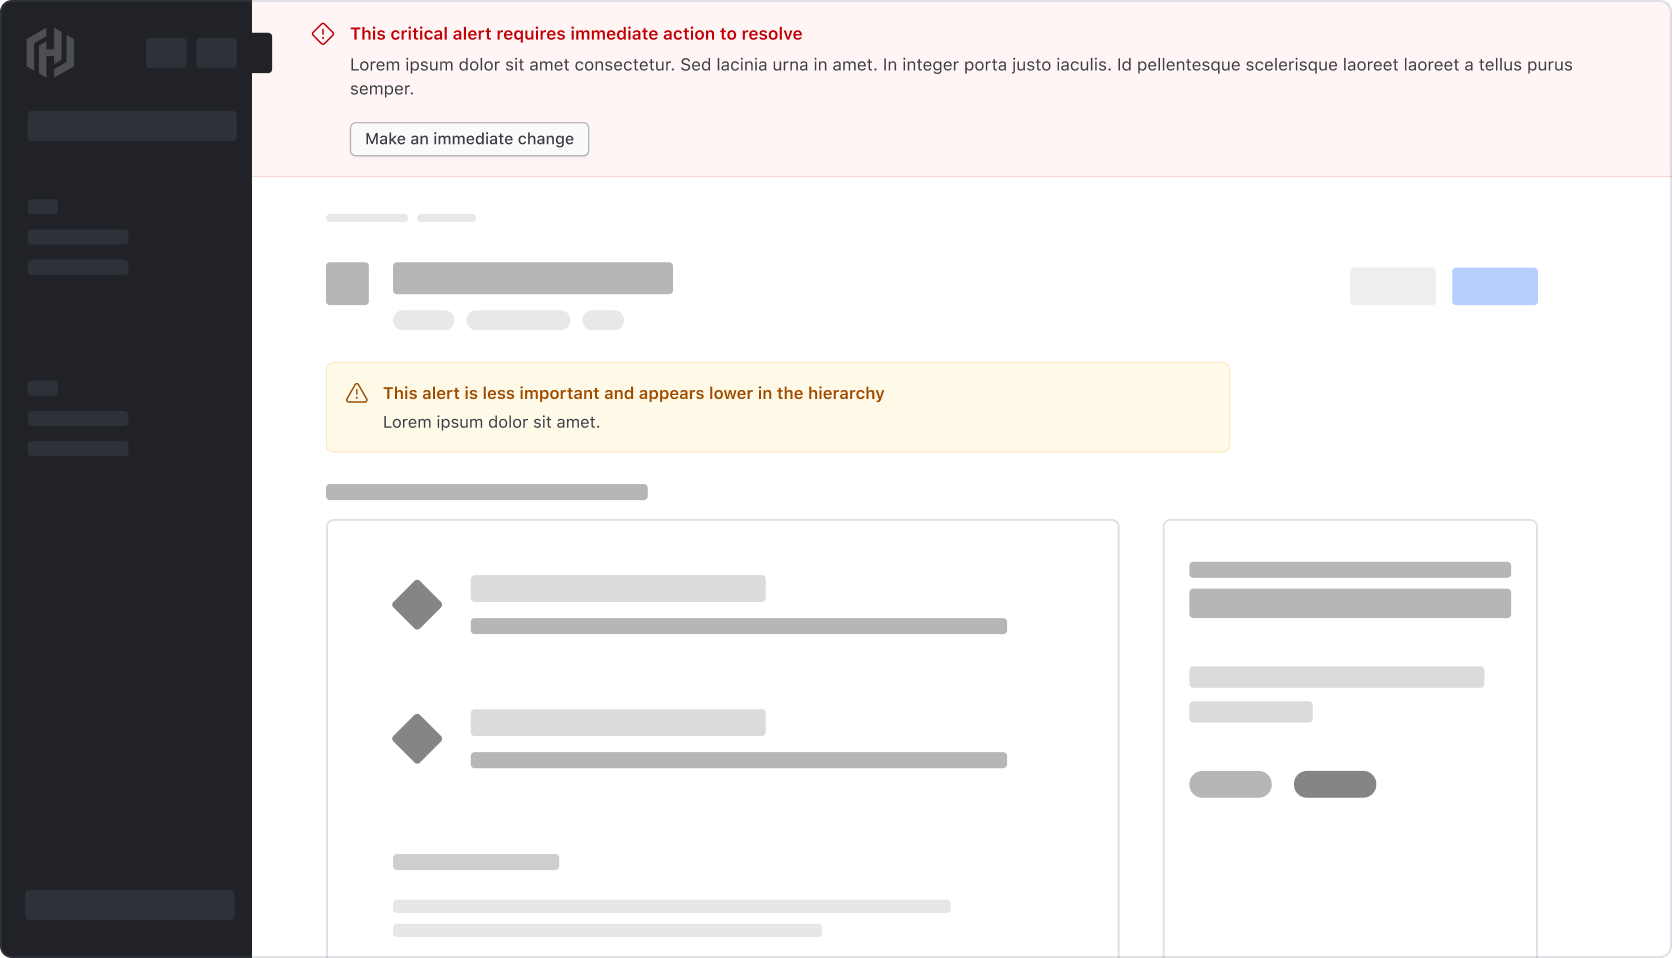 This critical alert requires immediate action to resolve
Lorem ipsum dolor sit amet consectetur. Sed lacinia urna in amet. In integer porta justo iaculis. Id pellentesque scelerisque laoreet laoreet a tellus purus
semper.
Make an immediate change
This alert is less important and appears lower in the hierarchy
Lorem ipsum dolor sit amet.